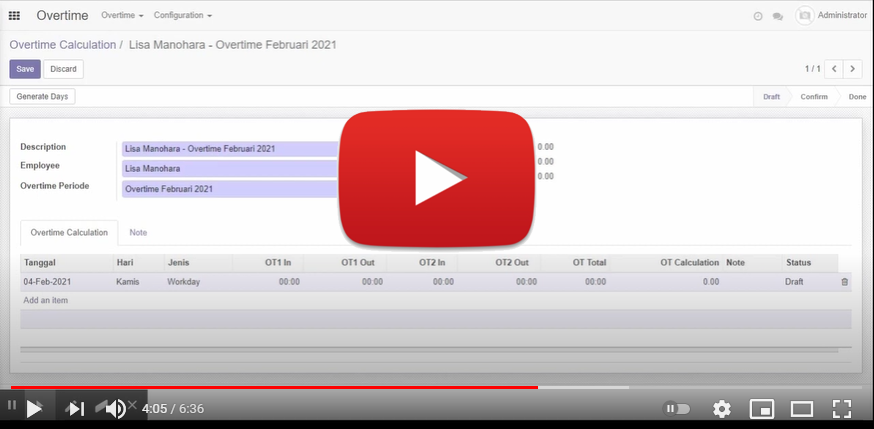 Overtime Overtime Configuration Administrator
Overtime Calculation / Lisa Manohara - Overtime Februari 2021
Save Discard 1 / 1
Generate Days Draft Confirm Done
Description Lisa Manohara - Overtime Februari 2021 0.00
Employee Lisa Manohara 0.00
Overtime Periode Overtime Februari 2021 0.00
Overtime Calculation Note
Tanggal Hari Jenis OT1 In OT1 Out OT2 In OT2 Out OT Total OT Calculation Note Status
04-Feb-2021 Kamis Workday 00:00 00:00 00:00 00:00 00:00 0.00 Draft
Add an item
4:05 / 6:36